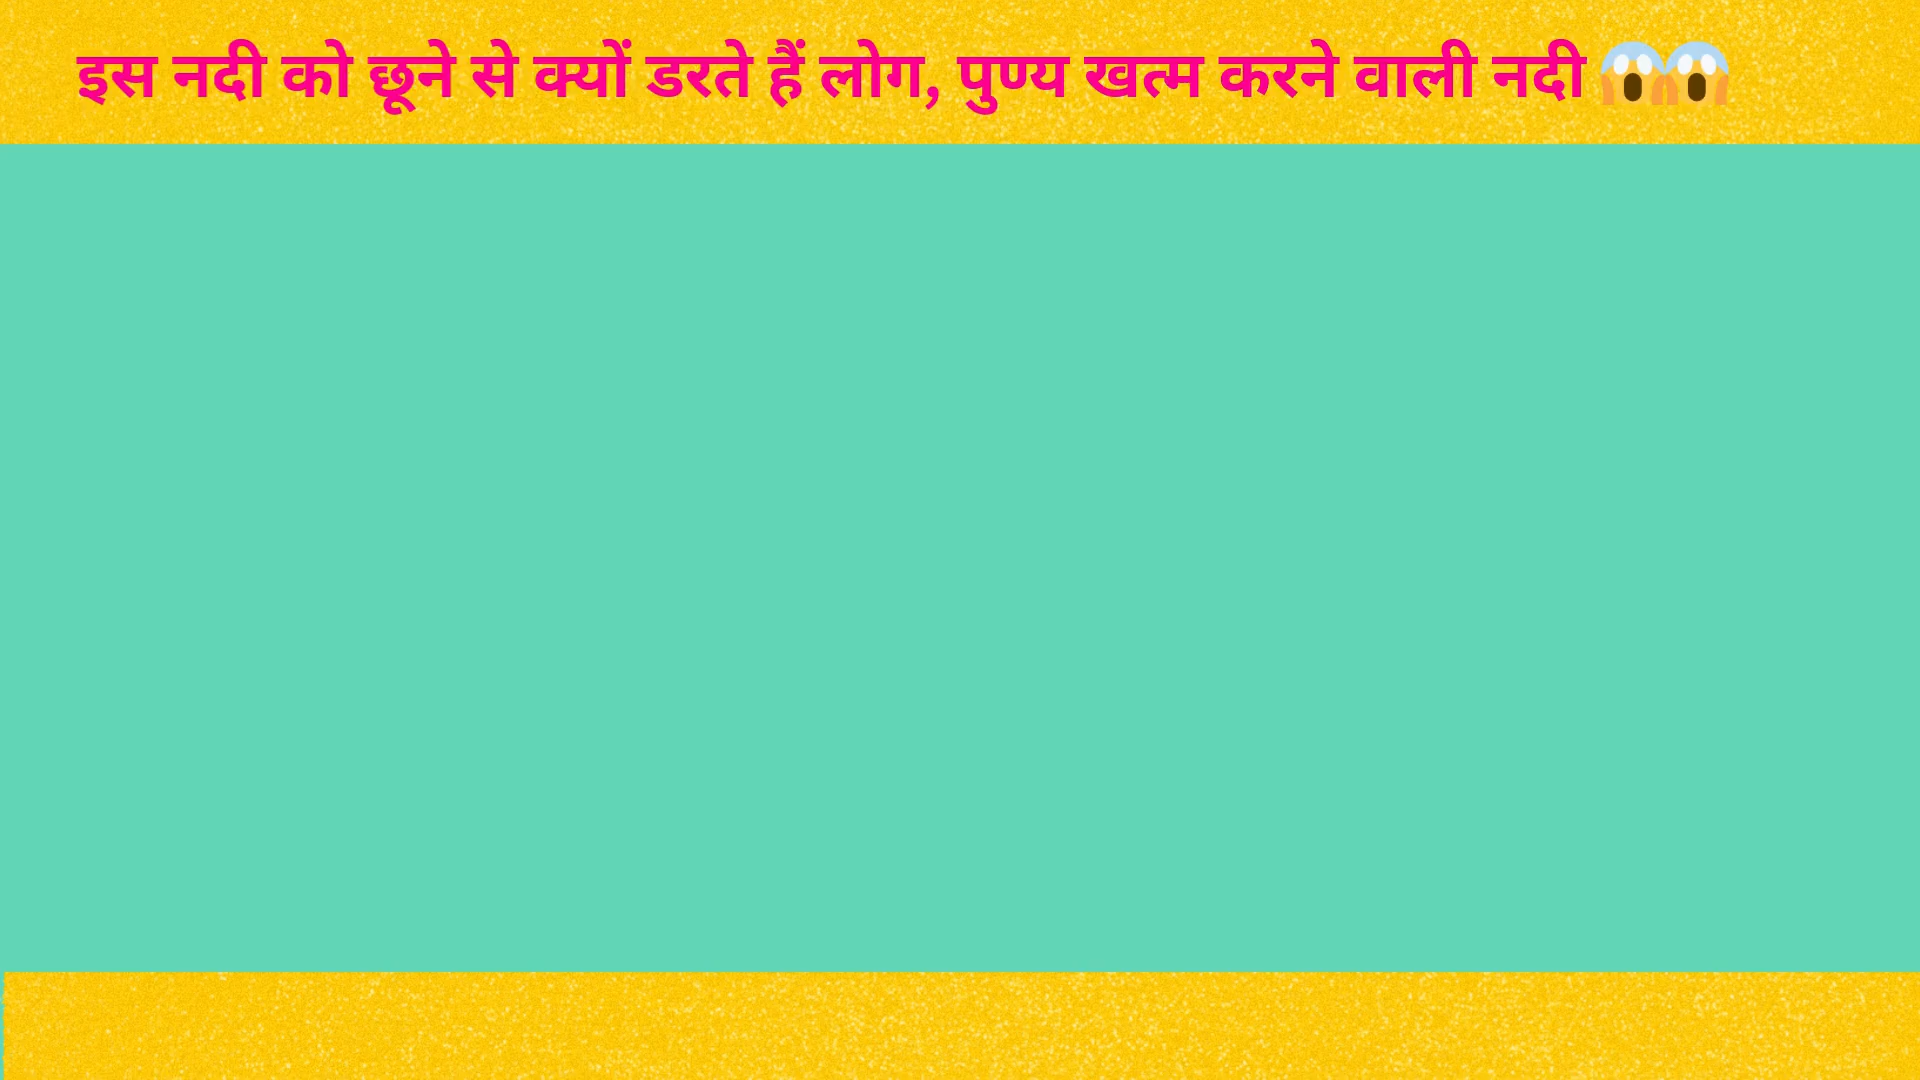 इस नदी को छूने से क्यों डरते हैं लोग, पुण्य खत्म करने वाली नदी 😱😱